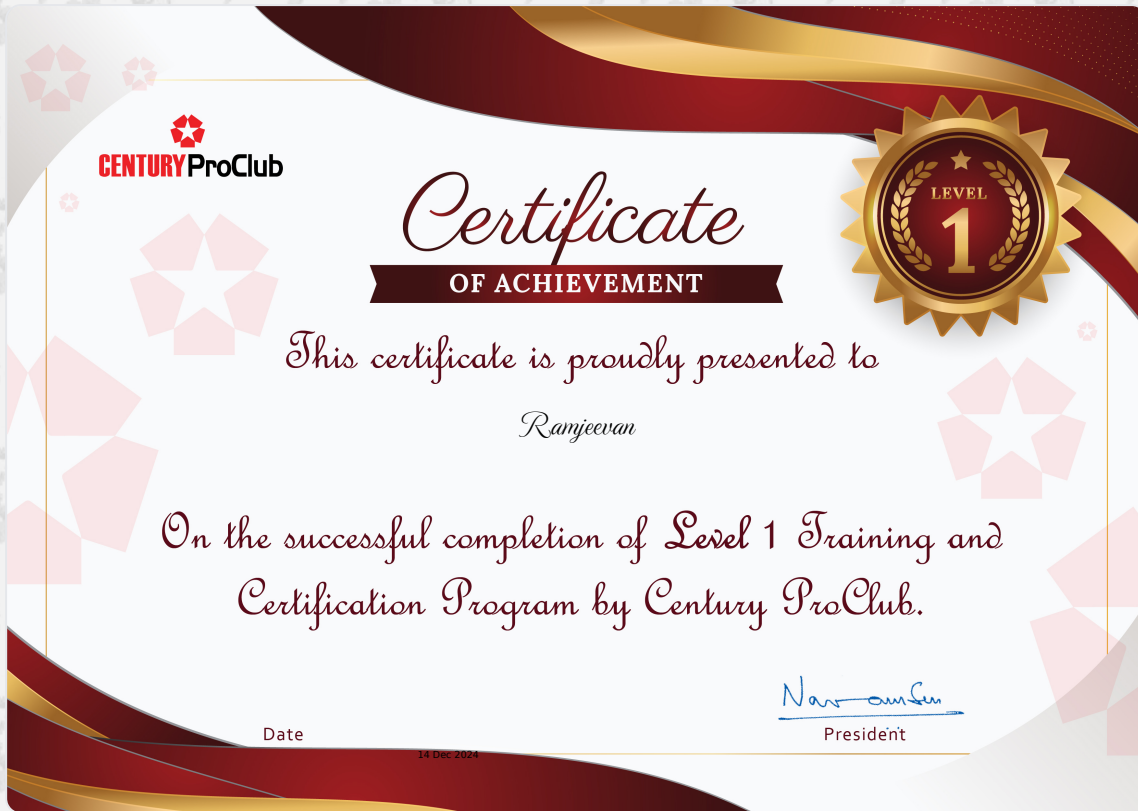 CENTURY ProClub
LEVEL
1
Certificate
OF ACHIEVEMENT
This certificate is proudly presented to
Ramjeevan
On the successful completion of Level 1 Training and
Certification Program by Century ProClub.
Date
President
14 Dec 2024